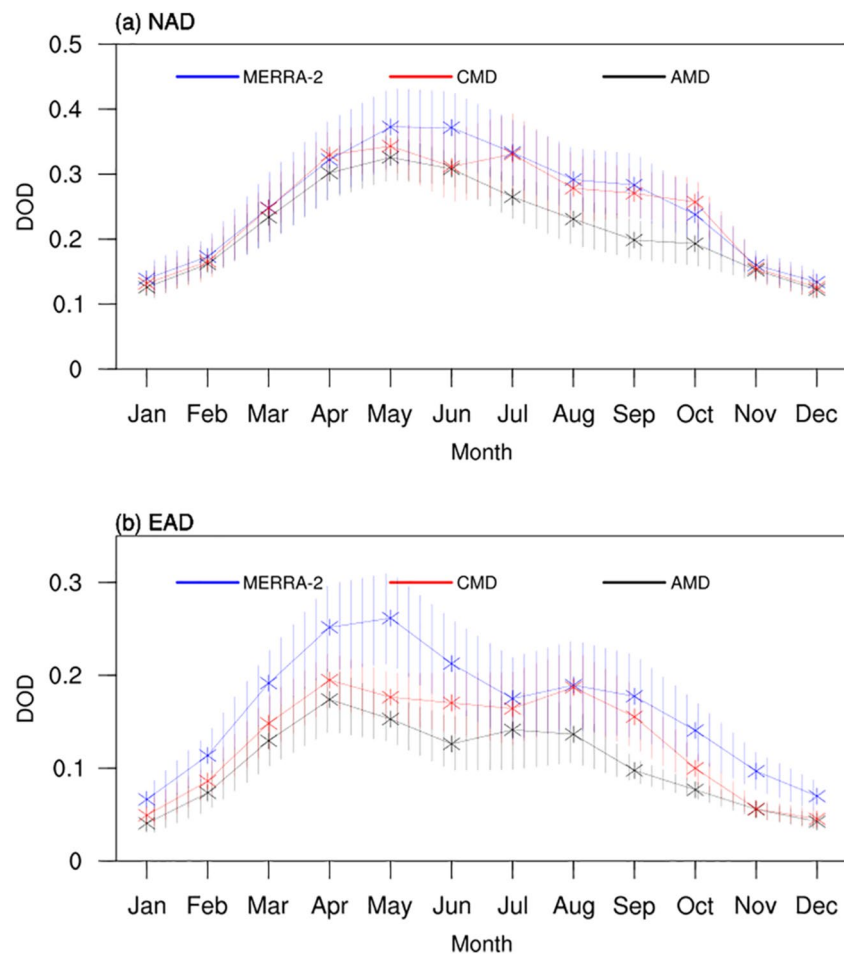 (a) NAD
0.5
MERRA-2 CMD AMD
0.4
0.3
DOD
0.2
0.1
0
Jan Feb Mar Apr May Jun Jul Aug Sep Oct Nov Dec
Month
(b) EAD
MERRA-2 CMD AMD
0.3
0.2
DOD
0.1
0
Jan Feb Mar Apr May Jun Jul Aug Sep Oct Nov Dec
Month